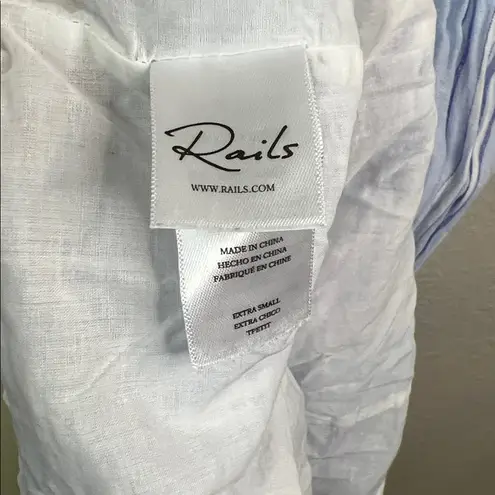 Rails
WWW.RAILS.COM
MADE IN CHINA
HECHO EN CHINA
FABRIQUÉ EN CHINE
EXTRA SMALL
EXTRA CHICO
TPETIT